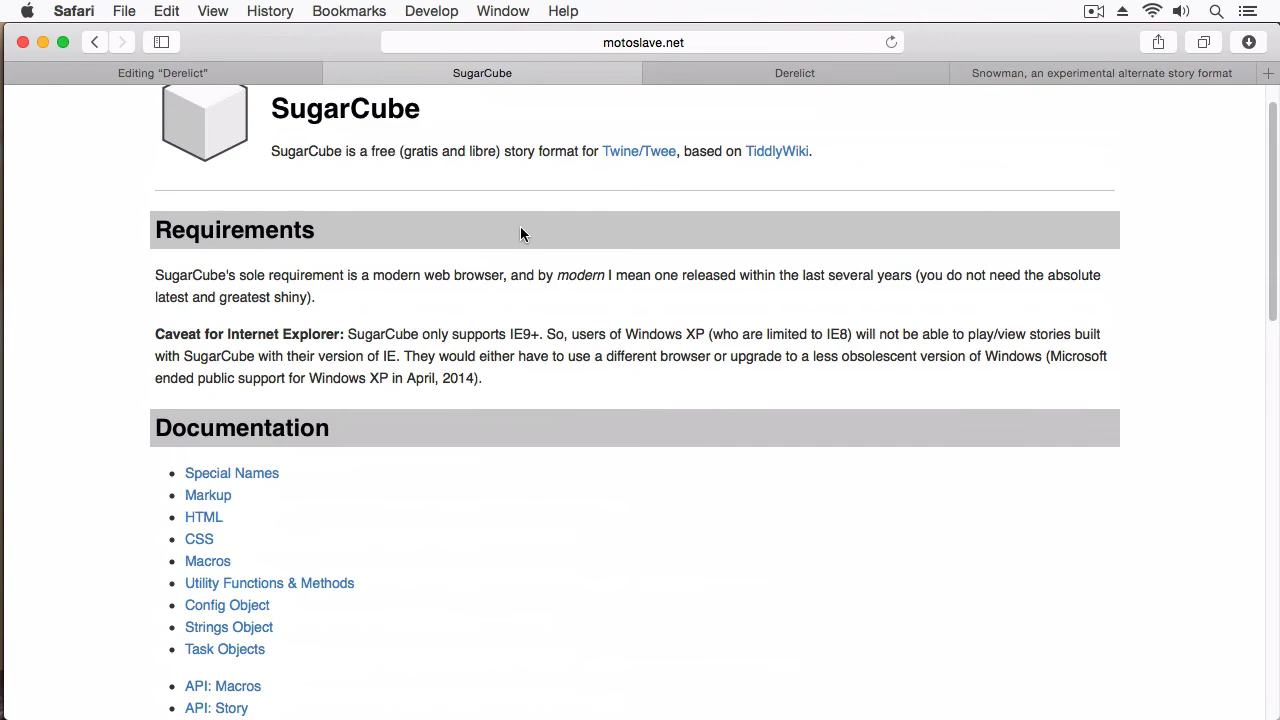 Safari File Edit View History Bookmarks Develop Window Help
motoslave.net
Editing “Derelict” SugarCube Derelict Snowman, an experimental alternate story format
SugarCube
SugarCube is a free (gratis and libre) story format for Twine/Twee, based on TiddlyWiki.
Requirements
SugarCube's sole requirement is a modern web browser, and by modern I mean one released within the last several years (you do not need the absolute
latest and greatest shiny).
Caveat for Internet Explorer: SugarCube only supports IE9+. So, users of Windows XP (who are limited to IE8) will not be able to play/view stories built
with SugarCube with their version of IE. They would either have to use a different browser or upgrade to a less obsolescent version of Windows (Microsoft
ended public support for Windows XP in April, 2014).
Documentation
Special Names
Markup
HTML
CSS
Macros
Utility Functions & Methods
Config Object
Strings Object
Task Objects
API: Macros
API: Story